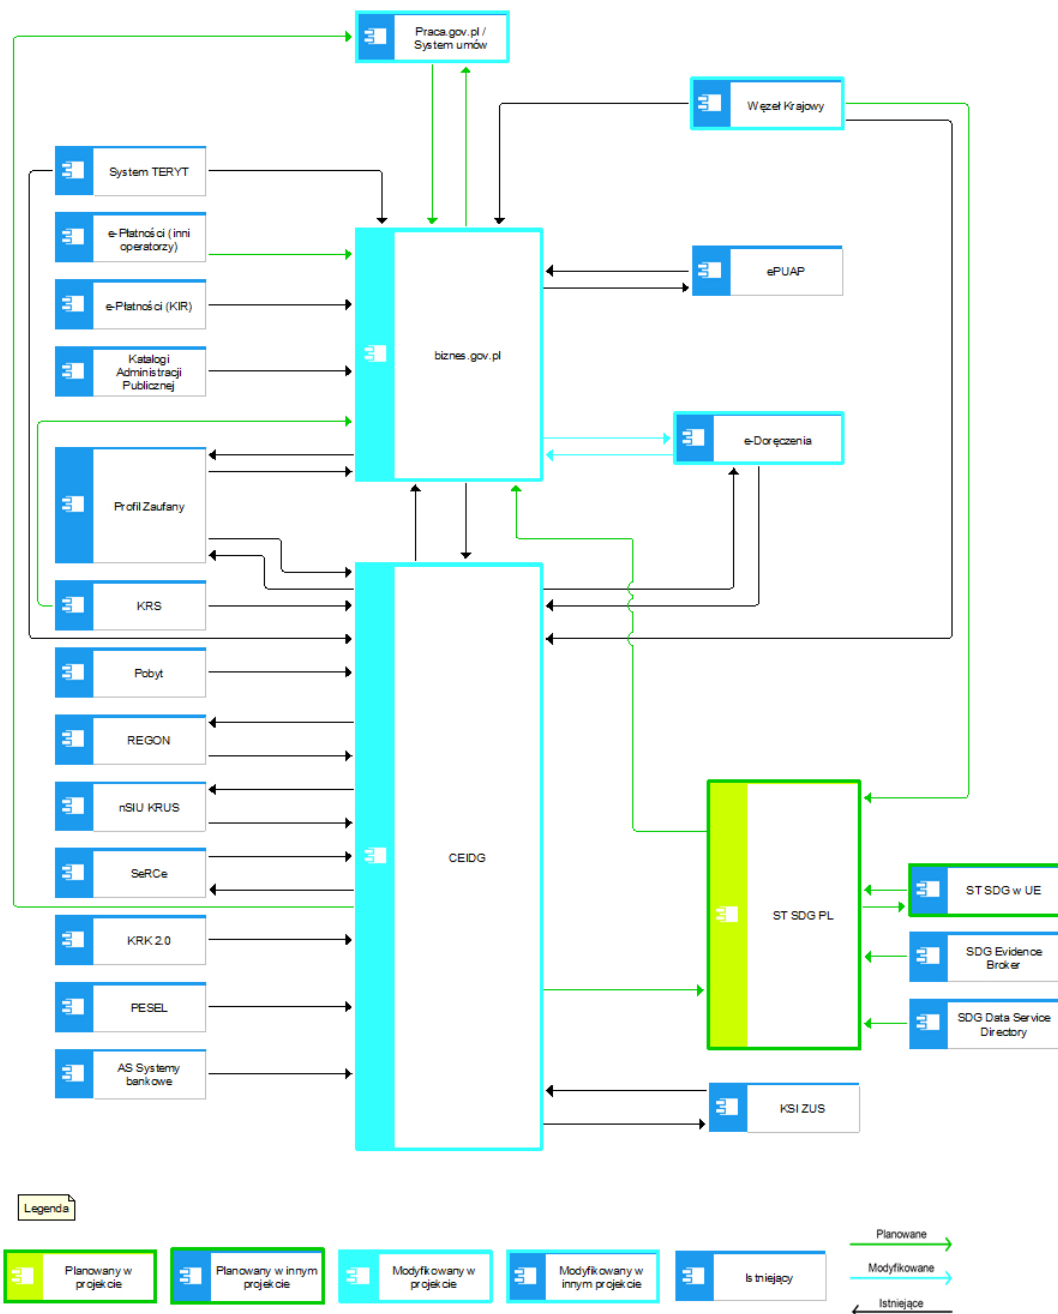 Praca.gov.pl /
System umów
Węzeł Krajowy
System TERYT
e-Płatności (inni
operatorzy)
ePUAP
e-Płatności (KIR)
biznes.gov.pl
Katalogi
Administracji
Publicznej
e-Doręczenia
Profil Zaufany
KRS
Pobyt
REGON
nSIU KRUS
CEIDG
SeRCe
ST SDG w UE
ST SDG PL
KRK 2.0
SDG Evidence
Broker
PESEL
SDG Data Service
Directory
AS Systemy
bankowe
KSI ZUS
Legenda
Planowany w
projekcie
Planowany w innym
projekcie
Modyfikowany w
projekcie
Modyfikowany w
innym projekcie
Istniejący
Planowane
Modyfikowane
Istniejące